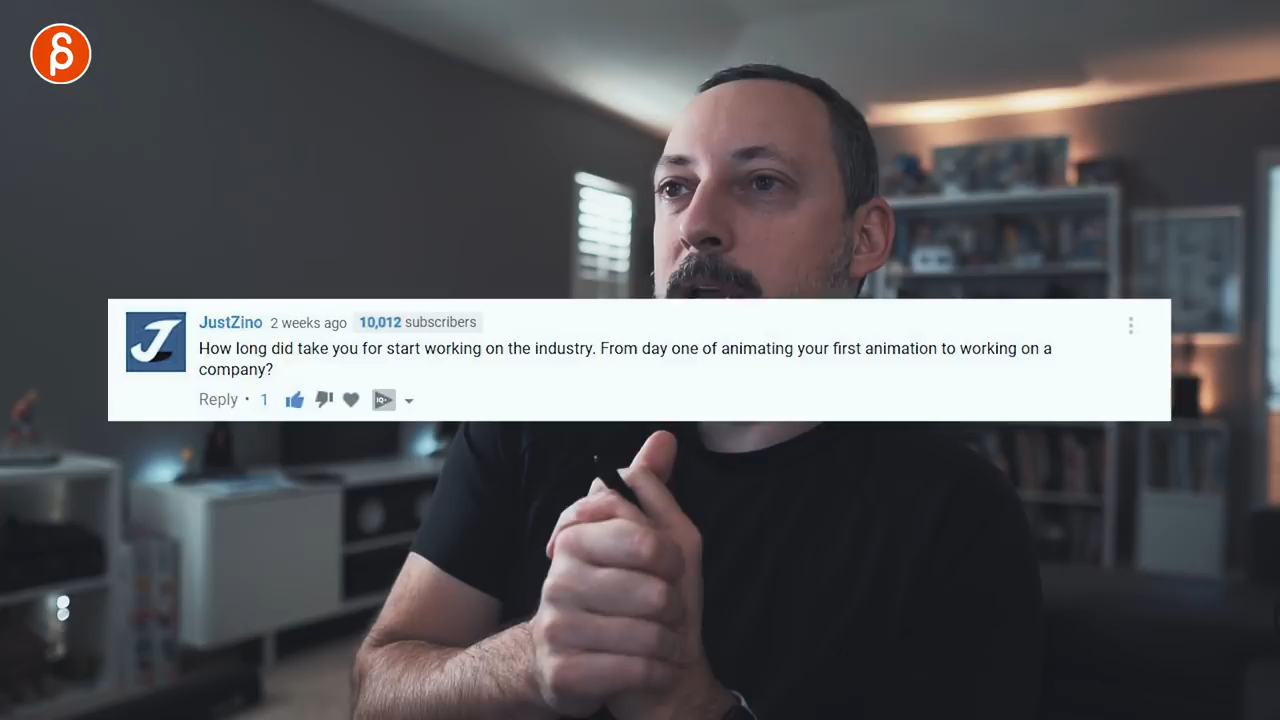 JustZino 2 weeks ago 10,012 subscribers
How long did take you for start working on the industry. From day one of animating your first animation to working on a
company?
Reply • 1